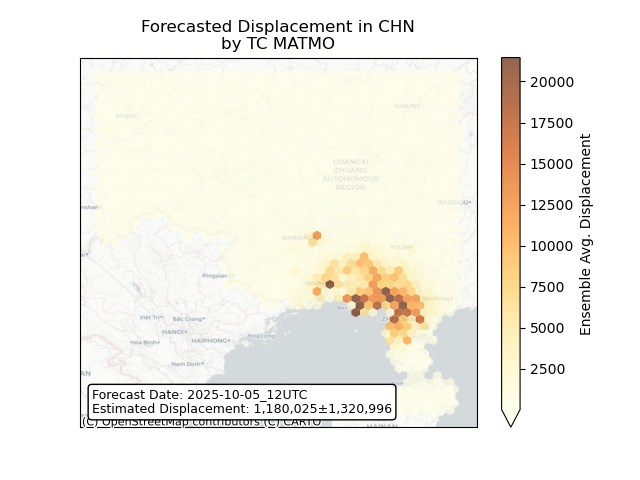 Forecasted Displacement in CHN
by TC MATMO
GUILIN
GUANGXI
ZHUANG
AUTONOMOUS
REGION
WUZHOU
NANNING
YULIN
Pingxiang
Việt Trì
Bắc Giang
HANOI
HAIPHONG
Hạ Long
Hòa Bình
Nam Định
HAINAN
Forecast Date: 2025-10-05_12UTC
Estimated Displacement: 1,180,025±1,320,996
(C) OpenStreetMap contributors (C) CARTO
20000
17500
15000
12500
10000
7500
5000
2500
Ensemble Avg. Displacement